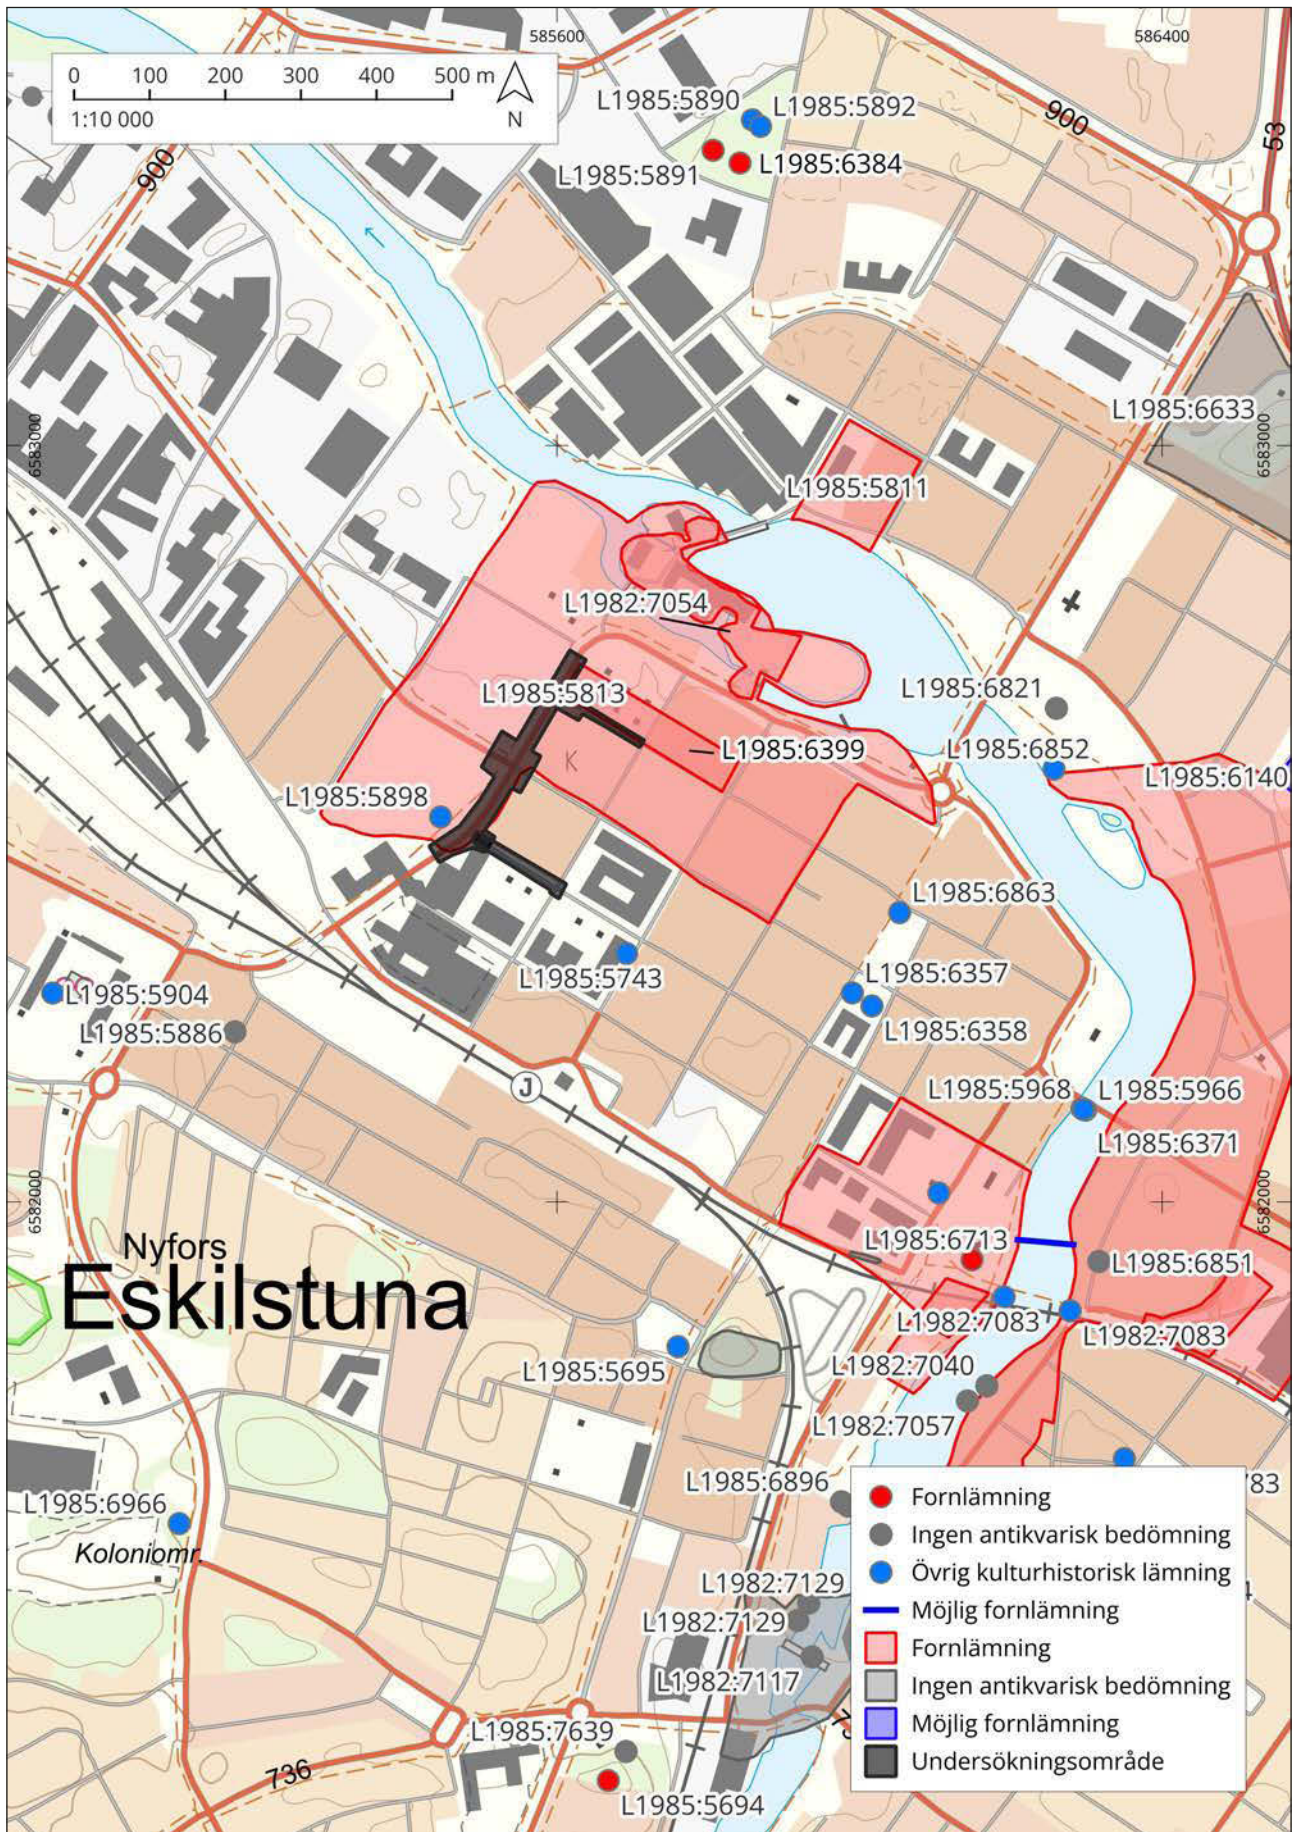 585600
586400
0 100 200 300 400 500 m
1:10 000
N
900
900
53
L1985:5890
L1985:5892
L1985:5891
L1985:6384
6583000
6583000
L1985:6633
L1985:5811
L1982:7054
L1985:5813
L1985:6821
L1985:6399
L1985:6852
L1985:6140
K
L1985:5898
L1985:6863
L1985:5743
L1985:6357
L1985:5904
L1985:6358
L1985:5886
J
L1985:5968
L1985:5966
L1985:6371
6582000
6582000
Nyfors
Eskilstuna
L1985:6713
L1985:6851
L1982:7083
L1982:7083
L1985:5695
L1982:7040
L1982:7057
L1985:6896
83
L1985:6966
Koloniomr.
L1982:7129
L1982:7129
L1982:7117
L1985:7639
736
L1985:5694
Fornlämning
Ingen antikvarisk bedömning
Övrig kulturhistorisk lämning
Möjlig fornlämning
Fornlämning
Ingen antikvarisk bedömning
Möjlig fornlämning
Undersökningsområde